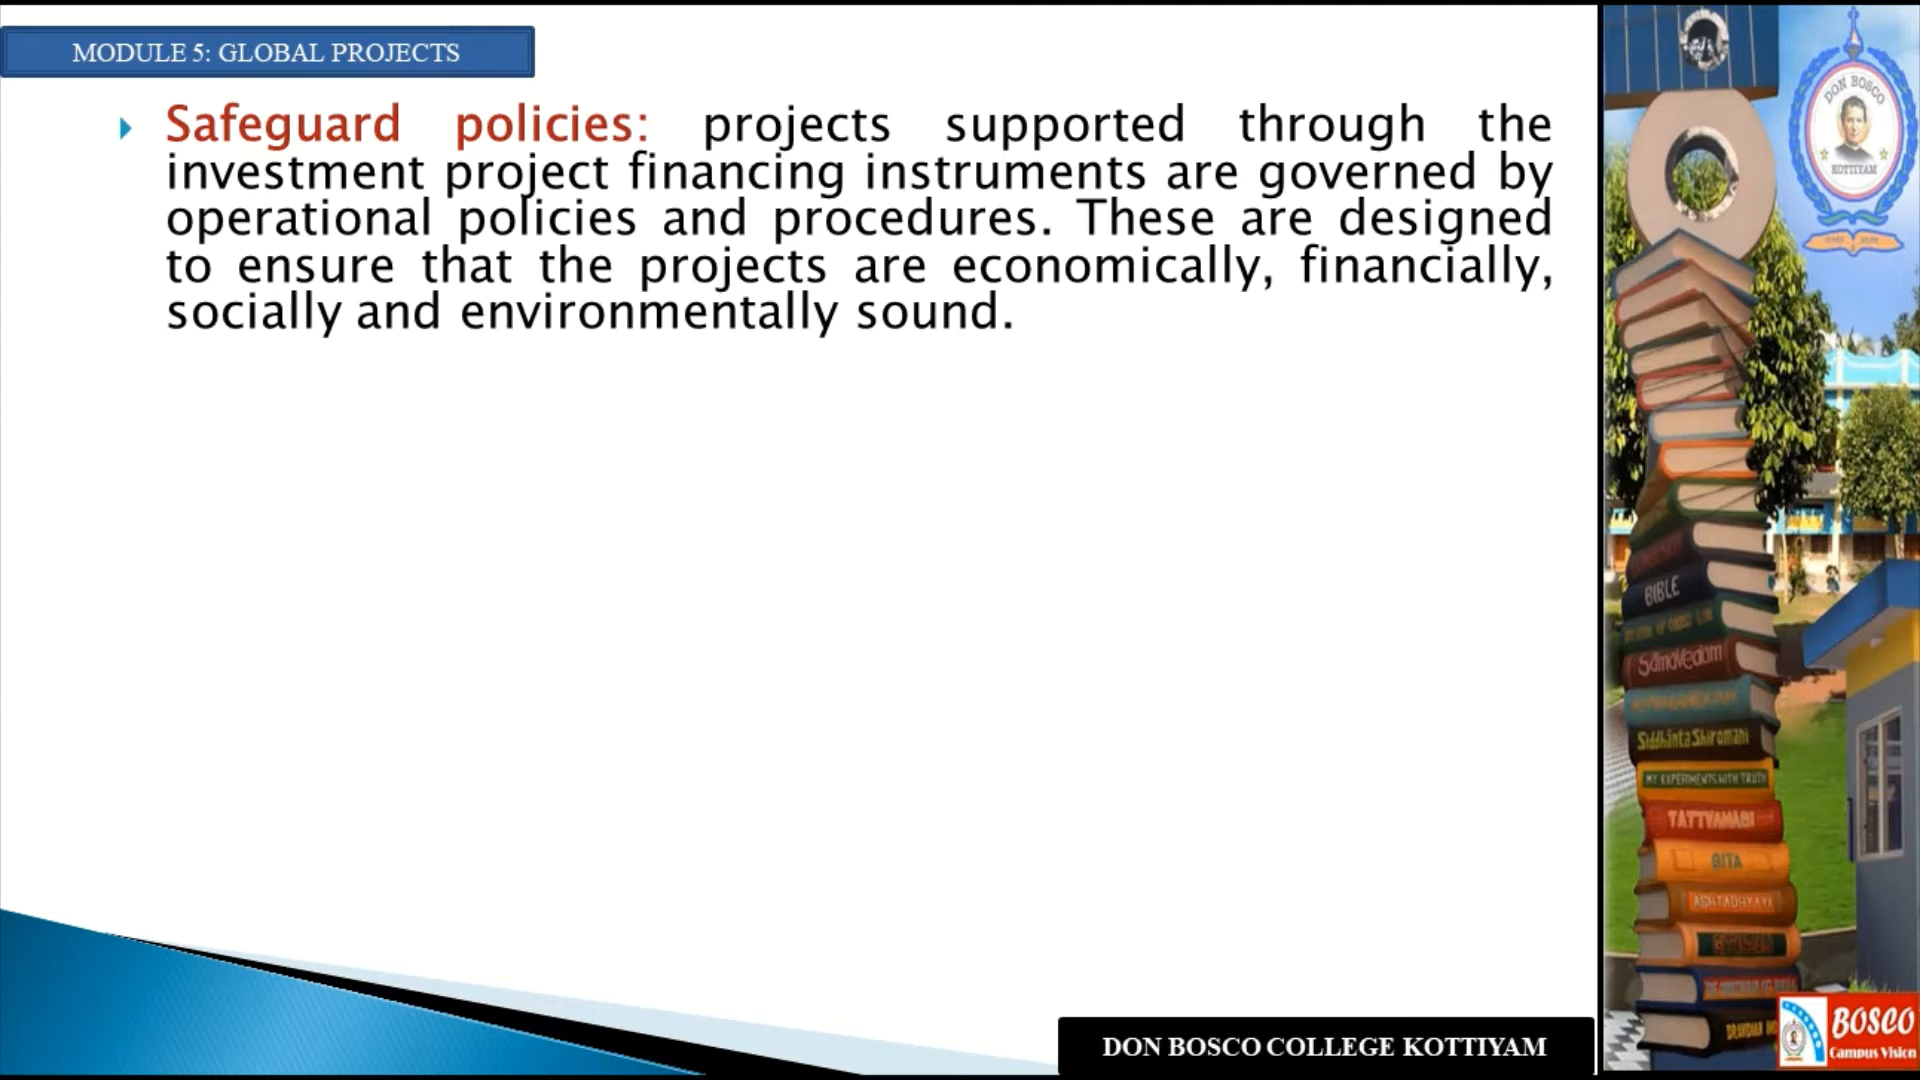 MODULE 5: GLOBAL PROJECTS
Safeguard policies: projects supported through the
investment project financing instruments are governed by
operational policies and procedures. These are designed
to ensure that the projects are economically, financially,
socially and environmentally sound.
DON BOSCO COLLEGE KOTTIYAM
DON BOSCO
KOTTIYAM
BIBLE
SamaVedam
Siddhanta Shiromani
MY EXPERIMENTS WITH TRUTH
TATTVAMASI
GITA
ASHTADHYAYI
BOSCO
Campus Vision